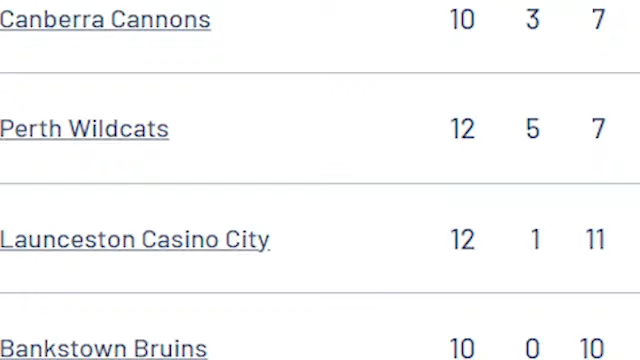 Canberra Cannons 10 3 7
Perth Wildcats 12 5 7
Launceston Casino City 12 1 11
Bankstown Bruins 10 0 10